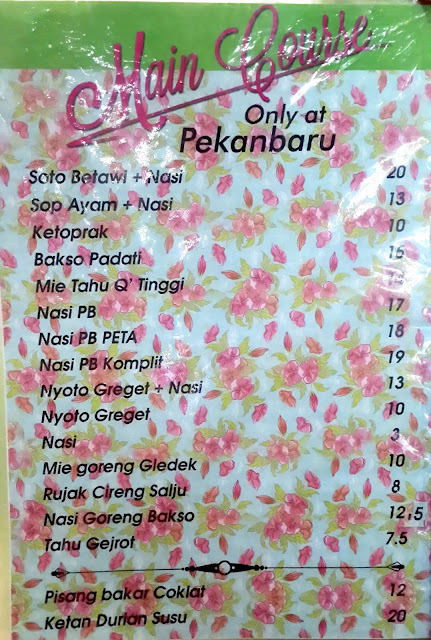 Main Course
Only at
Pekanbaru
Soto Betawi + Nasi 20
Sop Ayam + Nasi 13
Ketoprak 10
Bakso Padati
Mie Tahu Q' Tinggi
Nasi PB 17
Nasi PB PETA 18
Nasi PB Komplit 19
Nyoto Greget + Nasi 13
Nyoto Greget 10
Nasi 3
Mie goreng Gledek 10
Rujak Cireng Salju 8
Nasi Goreng Bakso 12,5
Tahu Gejrot 7.5
Pisang bakar Coklat 12
Ketan Durian Susu 20